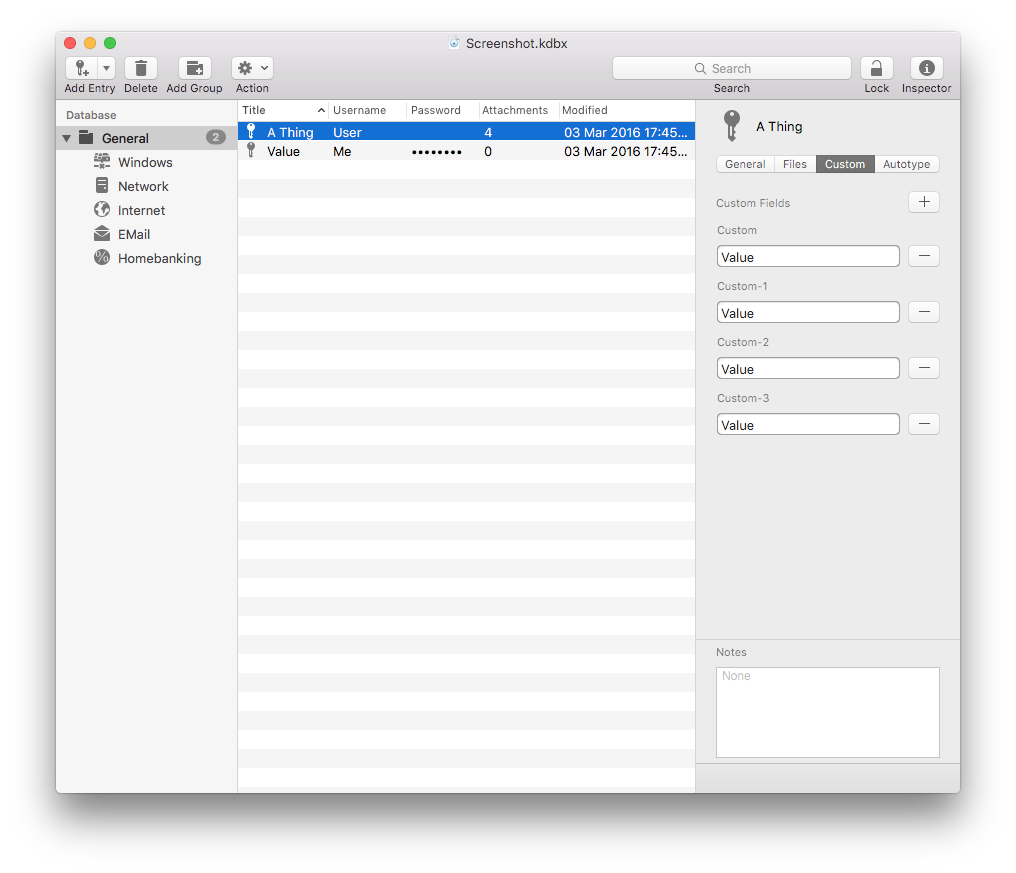 Screenshot.kdbx
Add Entry Delete Add Group Action Search Search Lock Inspector
Database
General 2
Windows
Network
Internet
EMail
Homebanking
Title Username Password Attachments Modified
A Thing User 4 03 Mar 2016 17:45...
Value Me •••••••• 0 03 Mar 2016 17:45...
A Thing
General Files Custom Autotype
Custom Fields
Custom
Value
Custom-1
Value
Custom-2
Value
Custom-3
Value
Notes
None